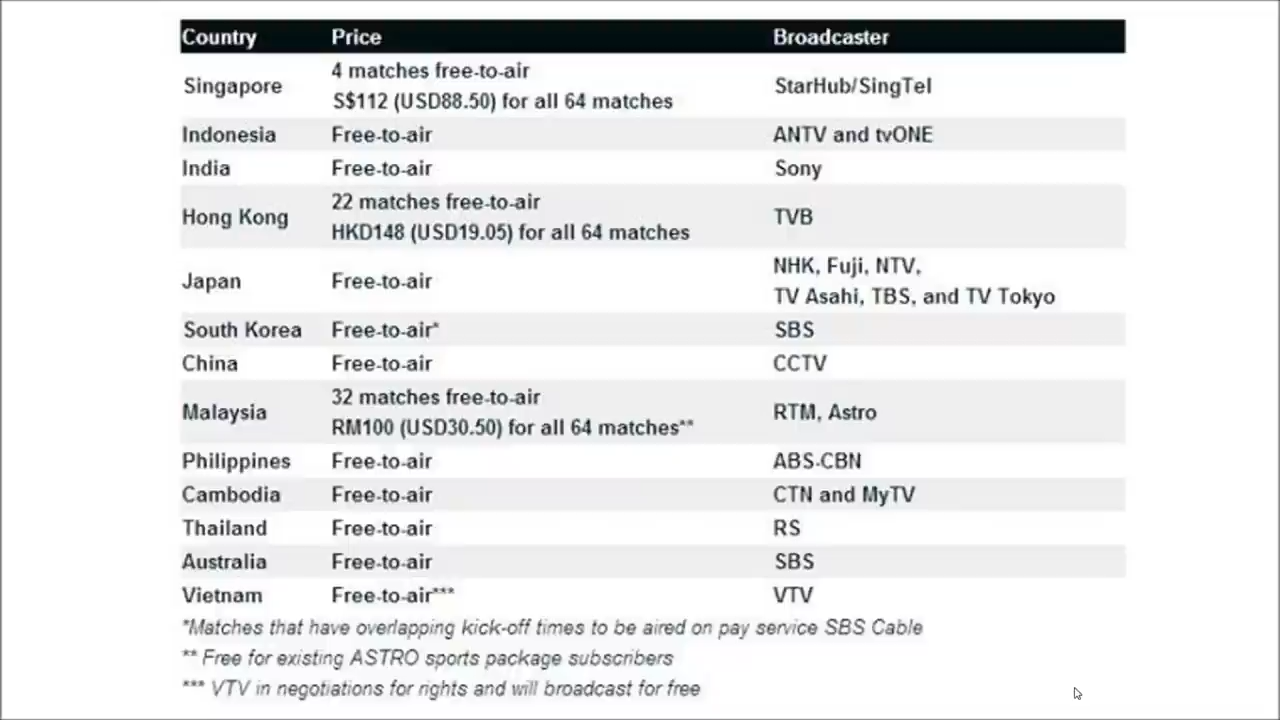 Country Price Broadcaster
Singapore 4 matches free-to-air StarHub/SingTel
S$112 (USD88.50) for all 64 matches
Indonesia Free-to-air ANTV and tvONE
India Free-to-air Sony
Hong Kong 22 matches free-to-air TVB
HKD148 (USD19.05) for all 64 matches
Japan Free-to-air NHK, Fuji, NTV,
TV Asahi, TBS, and TV Tokyo
South Korea Free-to-air* SBS
China Free-to-air CCTV
Malaysia 32 matches free-to-air RTM, Astro
RM100 (USD30.50) for all 64 matches**
Philippines Free-to-air ABS-CBN
Cambodia Free-to-air CTN and MyTV
Thailand Free-to-air RS
Australia Free-to-air SBS
Vietnam Free-to-air*** VTV
*Matches that have overlapping kick-off times to be aired on pay service SBS Cable
** Free for existing ASTRO sports package subscribers
*** VTV in negotiations for rights and will broadcast for free